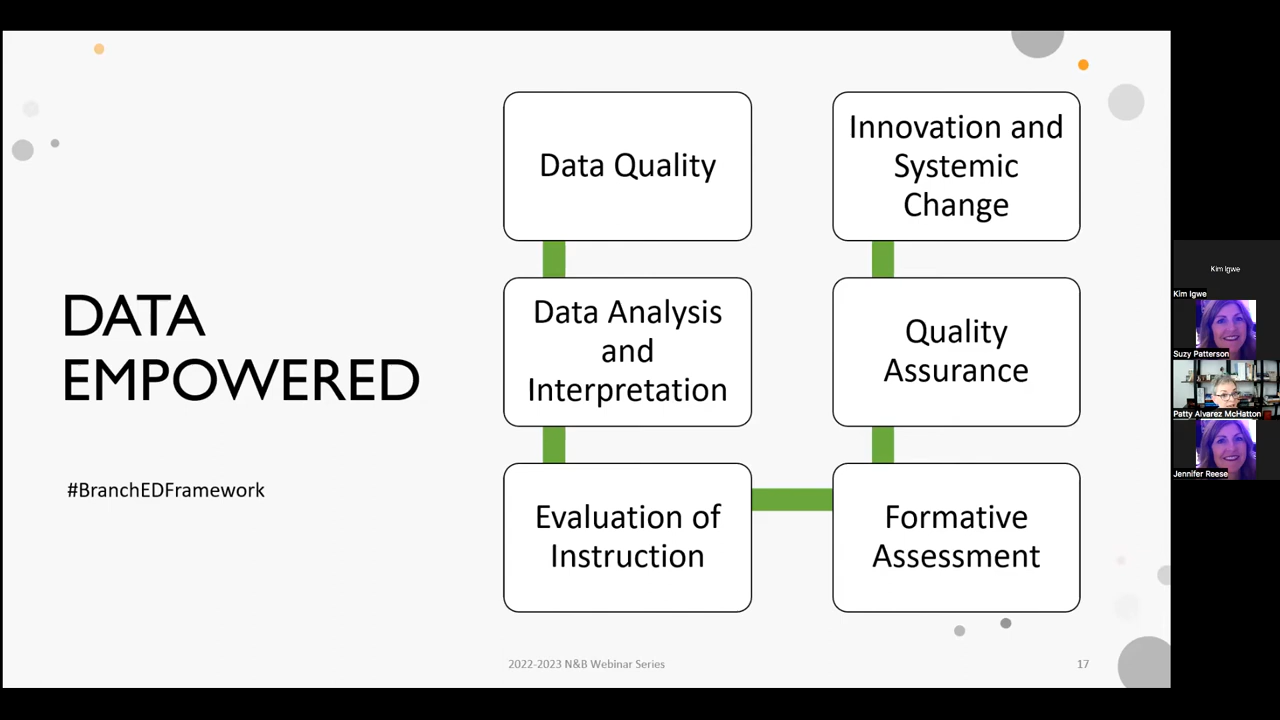 DATA
EMPOWERED
#BranchEDFramework
Data Quality
Data Analysis
and
Interpretation
Evaluation of
Instruction
Formative
Assessment
Quality
Assurance
Innovation and
Systemic
Change
2022-2023 N&B Webinar Series
17
Kim Igwe
Kim Igwe
Suzy Patterson
Patty Alvarez McHatton
Jennifer Reese